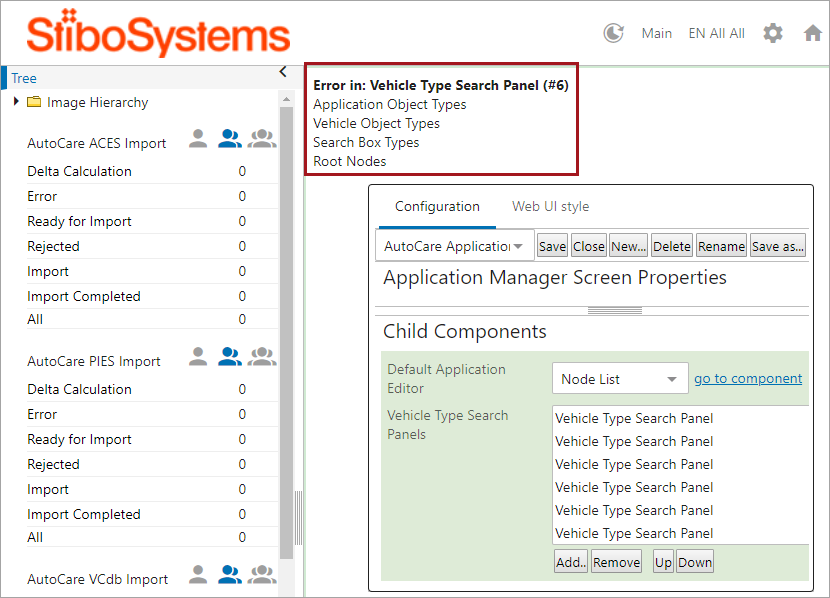 StiboSystems
Main
EN All All
Tree
Image Hierarchy
AutoCare ACES Import
Delta Calculation 0
Error 0
Ready for Import 0
Rejected 0
Import 0
Import Completed 0
All 0
AutoCare PIES Import
Delta Calculation 0
Error 0
Ready for Import 0
Rejected 0
Import 0
Import Completed 0
All 0
AutoCare VCdb Import
Error in: Vehicle Type Search Panel (#6)
Application Object Types
Vehicle Object Types
Search Box Types
Root Nodes
Configuration
Web UI style
AutoCare Application
Save
Close
New...
Delete
Rename
Save as...
Application Manager Screen Properties
Child Components
Default Application
Editor
Node List
go to component
Vehicle Type Search
Panels
Vehicle Type Search Panel
Vehicle Type Search Panel
Vehicle Type Search Panel
Vehicle Type Search Panel
Vehicle Type Search Panel
Vehicle Type Search Panel
Add..
Remove
Up
Down